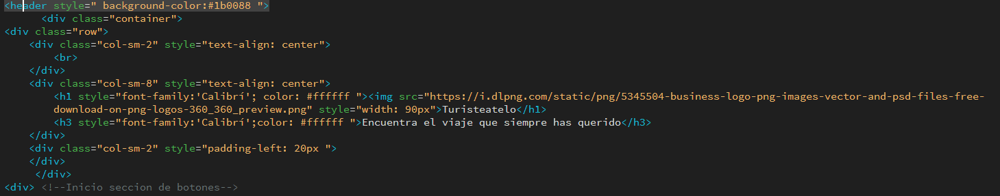 <header style=" background-color:#1b0088 ">
<div class="container">
<div class="row">
<div class="col-sm-2" style="text-align: center">
<br>
</div>
<div class="col-sm-8" style="text-align: center">
<h1 style="font-family:'Calibrí'; color: #ffffff "><img src="https://i.dlpng.com/static/png/5345504-business-logo-png-images-vector-and-psd-files-free-
download-on-png-logos-360_360_preview.png" style="width: 90px">Turisteatelo</h1>
<h3 style="font-family:'Calibrí';color: #ffffff ">Encuentra el viaje que siempre has querido</h3>
</div>
<div class="col-sm-2" style="padding-left: 20px ">
</div>
</div>
<div> <!--Inicio seccion de botones-->